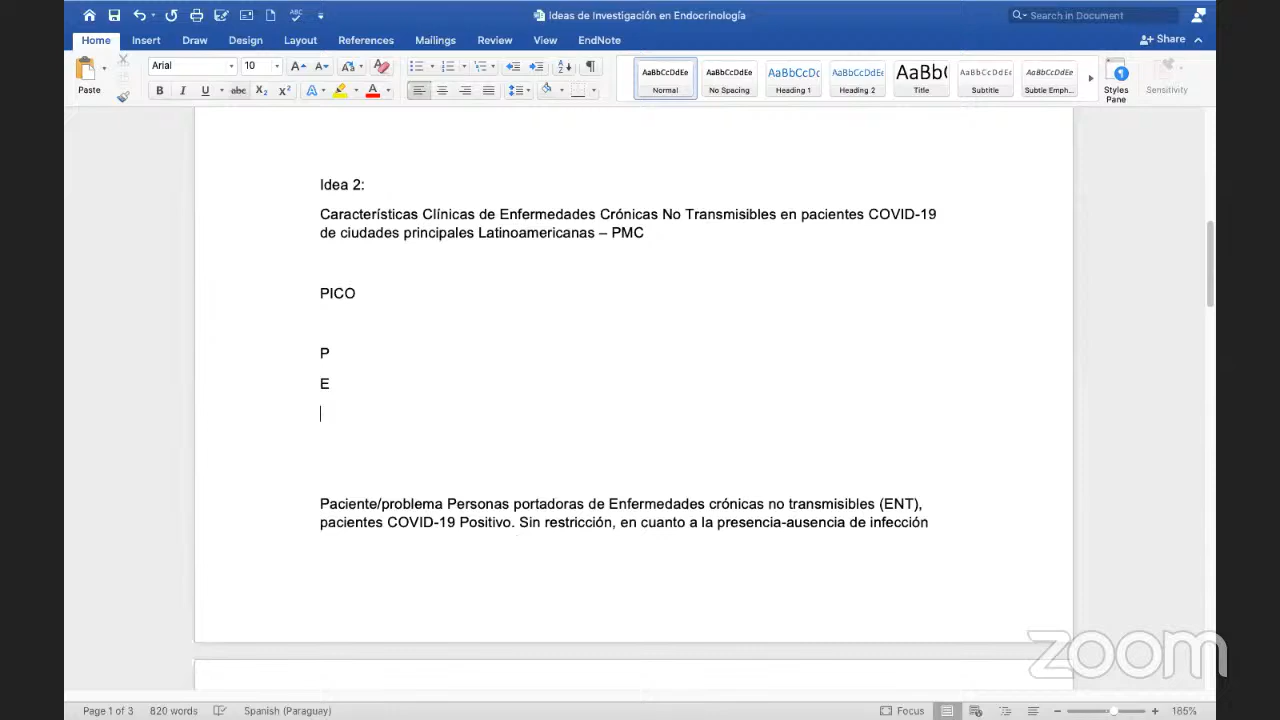 Ideas de Investigación en Endocrinología
Search in Document
Home Insert Draw Design Layout References Mailings Review View EndNote
Share
Paste
Arial
10
AaBbCcDdEe
Normal
AaBbCcDdEe
No Spacing
AaBbCcDc
Heading 1
AaBbCcDdEe
Heading 2
AaBb(
Title
AaBbCcDdEe
Subtitle
AaBbCcDdEe
Subtle Emph...
Styles
Pane
Sensitivity
Idea 2:
Características Clínicas de Enfermedades Crónicas No Transmisibles en pacientes COVID-19
de ciudades principales Latinoamericanas – PMC
PICO
P
E
Paciente/problema Personas portadoras de Enfermedades crónicas no transmisibles (ENT),
pacientes COVID-19 Positivo. Sin restricción, en cuanto a la presencia-ausencia de infección
zoom
Page 1 of 3 820 words Spanish (Paraguay) Focus 185%